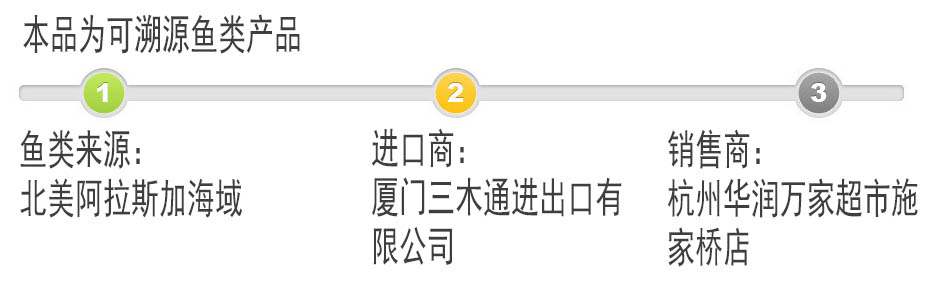 本品为可溯源鱼类产品
1
2
3
鱼类来源:
北美阿拉斯加海域
进口商:
厦门三木通进出口有
限公司
销售商:
杭州华润万家超市施
家桥店